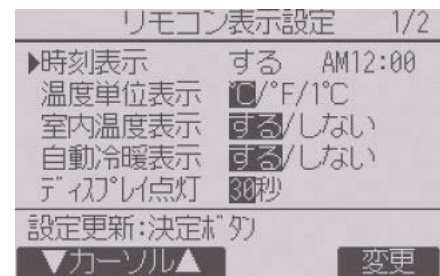 リモコン表示設定 1/2
▶時刻表示 する AM12:00
温度単位表示 ℃/°F/1℃
室内温度表示 する/しない
自動冷暖表示 する/しない
ディスプレイ点灯 30秒
設定更新:決定ボタン
▼カーソル▲ 変更